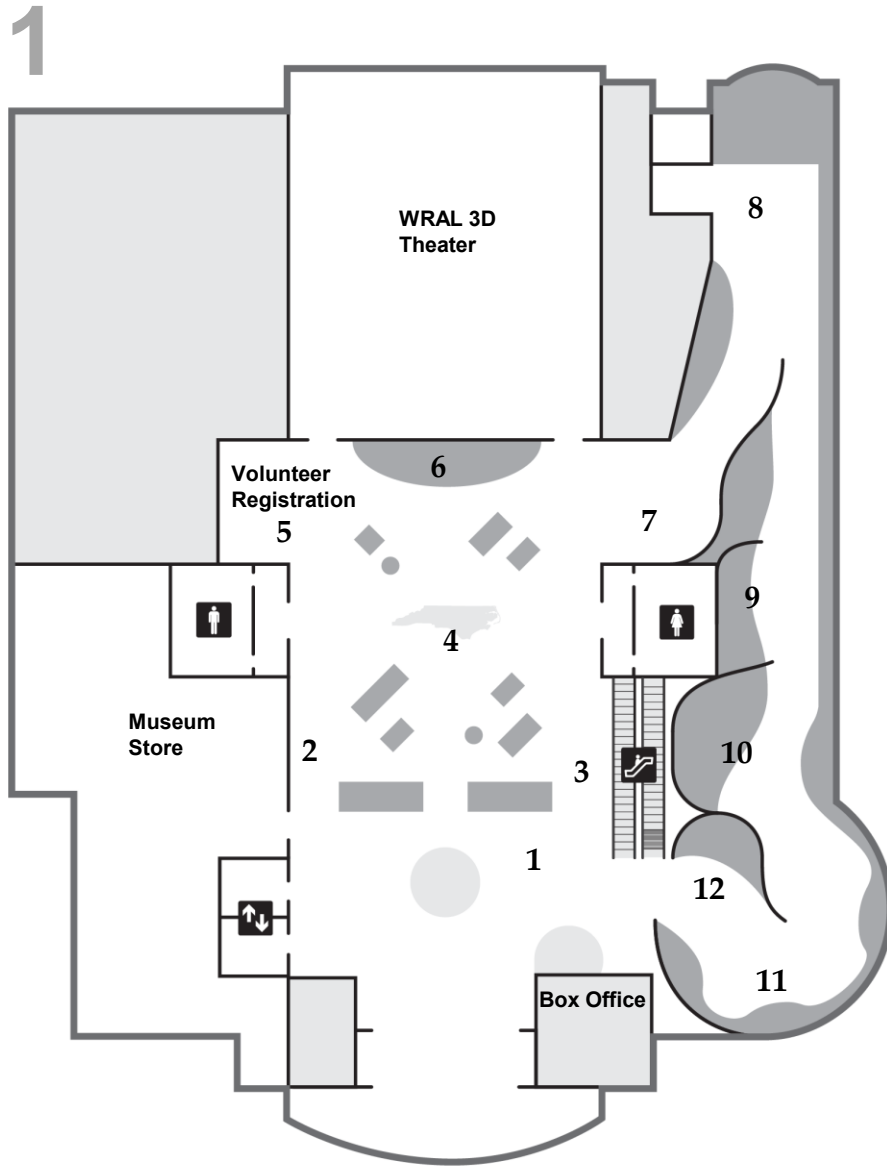 1
8
WRAL 3D
Theater
6
Volunteer
Registration
5
7
9
4
Museum
Store
2
3
10
1
12
11
Box Office